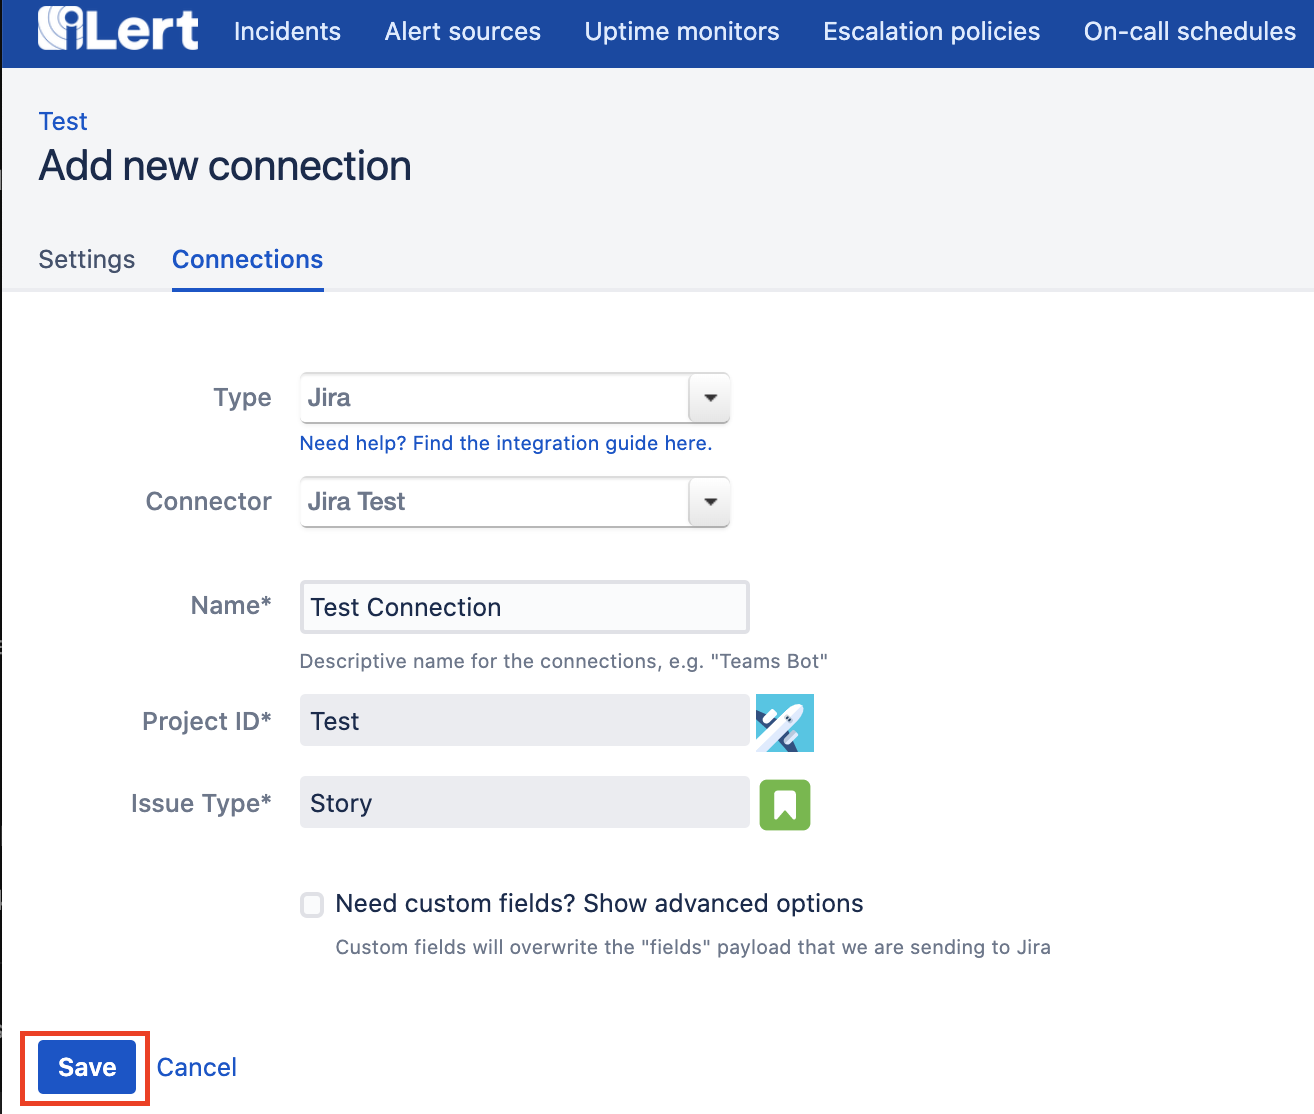 iLert Incidents Alert sources Uptime monitors Escalation policies On-call schedules
Test
Add new connection
Settings Connections
Type Jira
Need help? Find the integration guide here.
Connector Jira Test
Name* Test Connection
Descriptive name for the connections, e.g. "Teams Bot"
Project ID* Test
Issue Type* Story
Need custom fields? Show advanced options
Custom fields will overwrite the "fields" payload that we are sending to Jira
Save Cancel